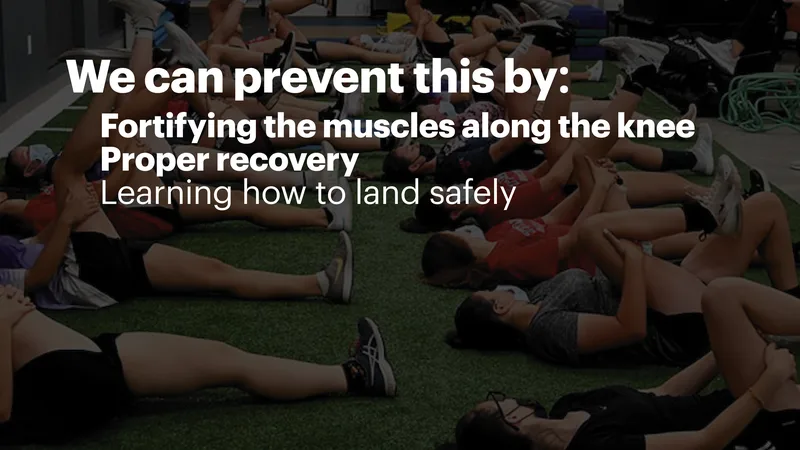 We can prevent this by:
Fortifying the muscles along the knee
Proper recovery
Learning how to land safely